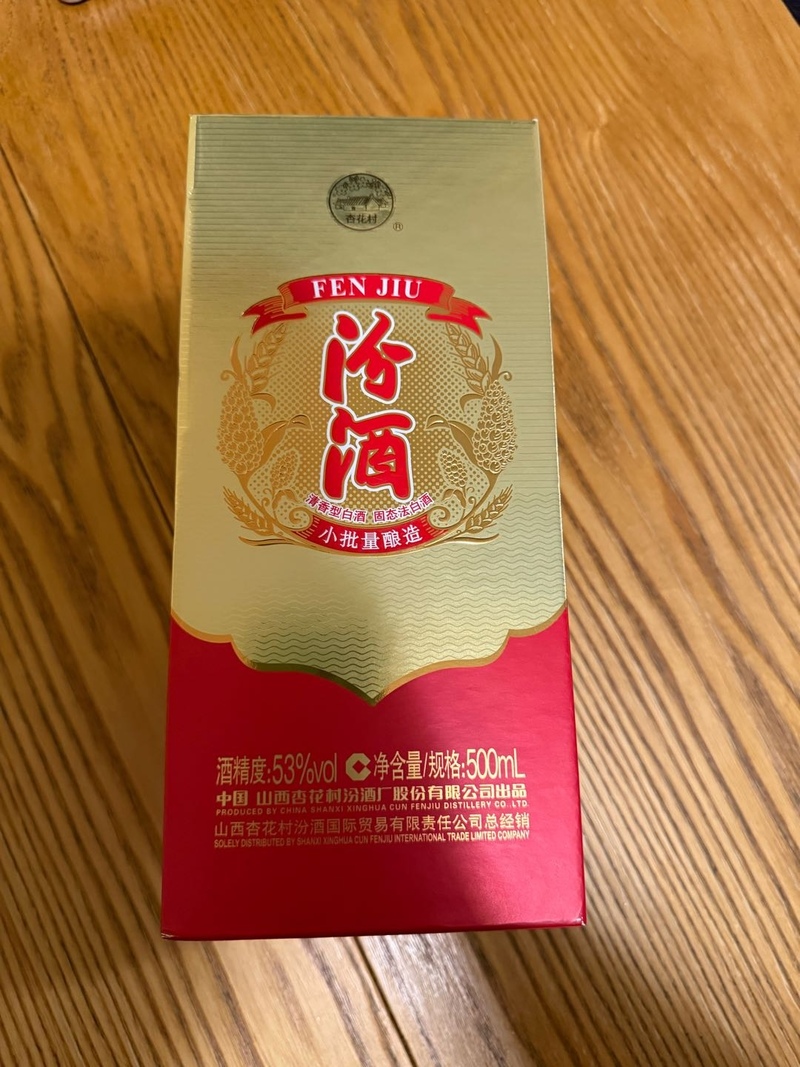 杏花村
®
FEN JIU
汾酒
清香型白酒 固态法白酒
小批量酿造
酒精度:53%vol 净含量/规格:500mL
中国 山西杏花村汾酒厂股份有限公司出品
PRODUCED BY CHINA SHANXI XINGHUA CUN FENJIU DISTILLERY CO.,LTD.
山西杏花村汾酒国际贸易有限责任公司总经销
SOLELY DISTRIBUTED BY SHANXI XINGHUA CUN FENJIU INTERNATIONAL TRADE LIMITED COMPANY